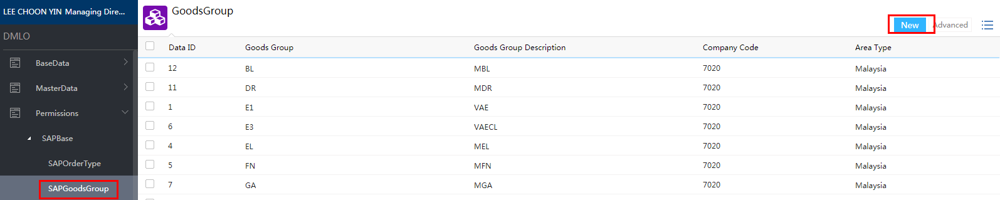 LEE CHOON YIN Managing Dire...
DMLO
BaseData
MasterData
Permissions
SAPBase
SAPOrderType
SAPGoodsGroup
GoodsGroup
New Advanced
Data ID Goods Group Goods Group Description Company Code Area Type
12 BL MBL 7020 Malaysia
11 DR MDR 7020 Malaysia
1 E1 VAE 7020 Malaysia
6 E3 VAECL 7020 Malaysia
4 EL MEL 7020 Malaysia
5 FN MFN 7020 Malaysia
7 GA MGA 7020 Malaysia